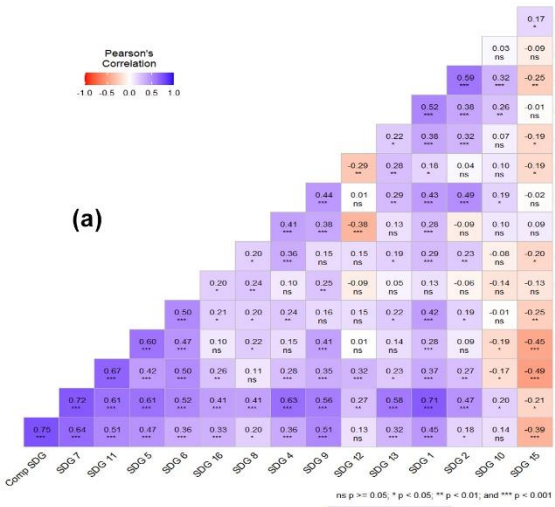 0.17
*
Pearson's
Correlation
-1.0 -0.5 0.0 0.5 1.0
0.03 -0.09
ns ns
0.59 0.32 -0.25
*** *** **
0.52 0.38 0.26 -0.01
*** *** ** ns
0.22 0.38 0.32 0.07 -0.19
* *** *** ns *
-0.29 0.28 0.18 0.04 0.10 -0.19
** ** * ns ns *
0.44 0.01 0.29 0.43 0.49 0.19 -0.02
*** ns ** *** *** * ns
(a)
0.41 0.38 -0.38 0.13 0.28 -0.09 0.10 0.09
*** *** *** ns *** ns ns ns
0.20 0.36 0.15 0.15 0.19 0.29 0.23 -0.08 -0.20
* *** ns ns * *** ** ns *
0.20 0.24 0.10 0.25 -0.09 0.05 0.13 -0.06 -0.14 -0.13
* ** ns ** ns ns ns ns ns ns
0.50 0.21 0.20 0.24 0.16 0.15 0.22 0.42 0.19 -0.01 -0.25
*** * * ** ns ns * *** * ns **
0.60 0.47 0.10 0.22 0.15 0.41 0.01 0.14 0.28 0.09 -0.19 -0.45
*** *** ns * ns *** ns ns *** ns * ***
0.67 0.42 0.50 0.26 0.11 0.28 0.35 0.32 0.23 0.37 0.27 -0.17 -0.49
*** *** *** ** ns *** *** *** * *** ** * ***
0.72 0.61 0.61 0.52 0.41 0.41 0.63 0.56 0.27 0.58 0.71 0.47 0.20 -0.21
*** *** *** *** *** *** *** *** ** *** *** *** * *
0.75 0.64 0.51 0.47 0.36 0.33 0.20 0.36 0.51 0.13 0.32 0.45 0.18 0.14 -0.39
*** *** *** *** *** *** * *** *** ns *** *** * ns ***
Comp SDG SDG 7 SDG 11 SDG 5 SDG 6 SDG 16 SDG 8 SDG 4 SDG 9 SDG 12 SDG 13 SDG 1 SDG 2 SDG 10 SDG 15
ns p >= 0.05; * p < 0.05; ** p < 0.01; and *** p < 0.001